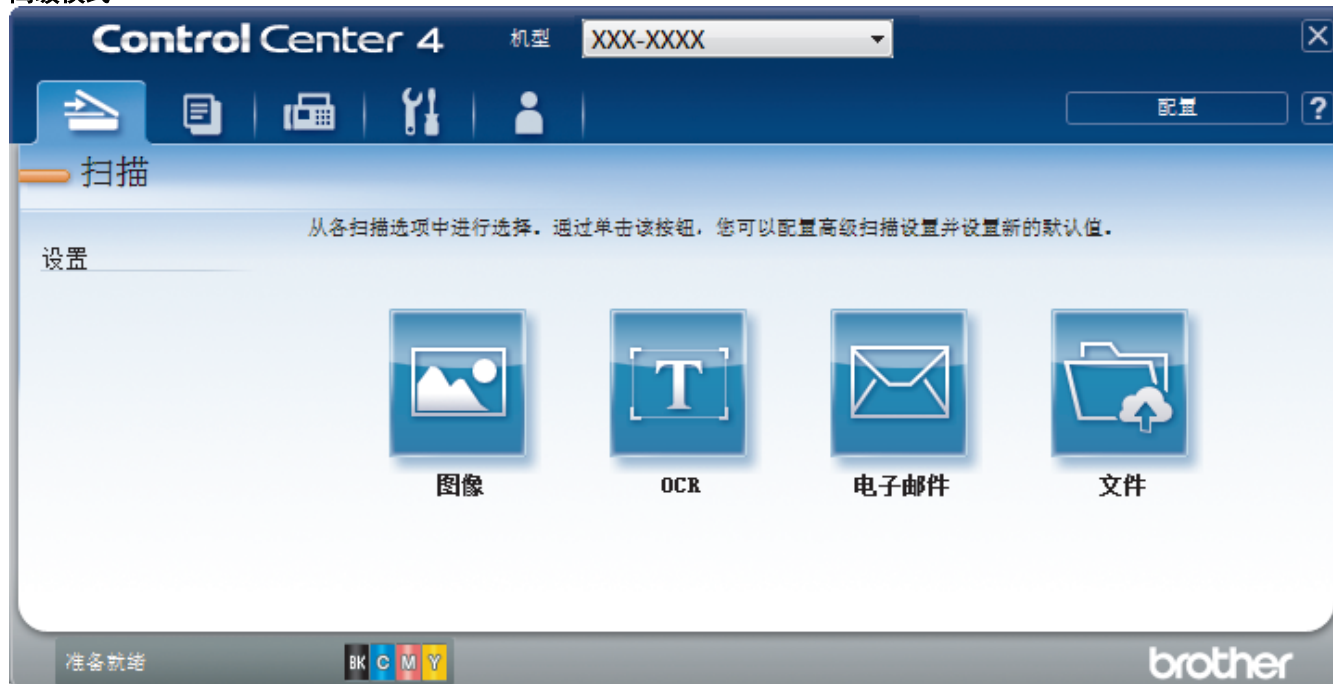 Control Center 4 机型 XXX-XXXX
配置 ?
扫描
从各扫描选项中进行选择. 通过单击该按钮, 您可以配置高级扫描设置并设置新的默认值.
设置
T
图像 OCR 电子邮件 文件
准备就绪 BK C M Y brother